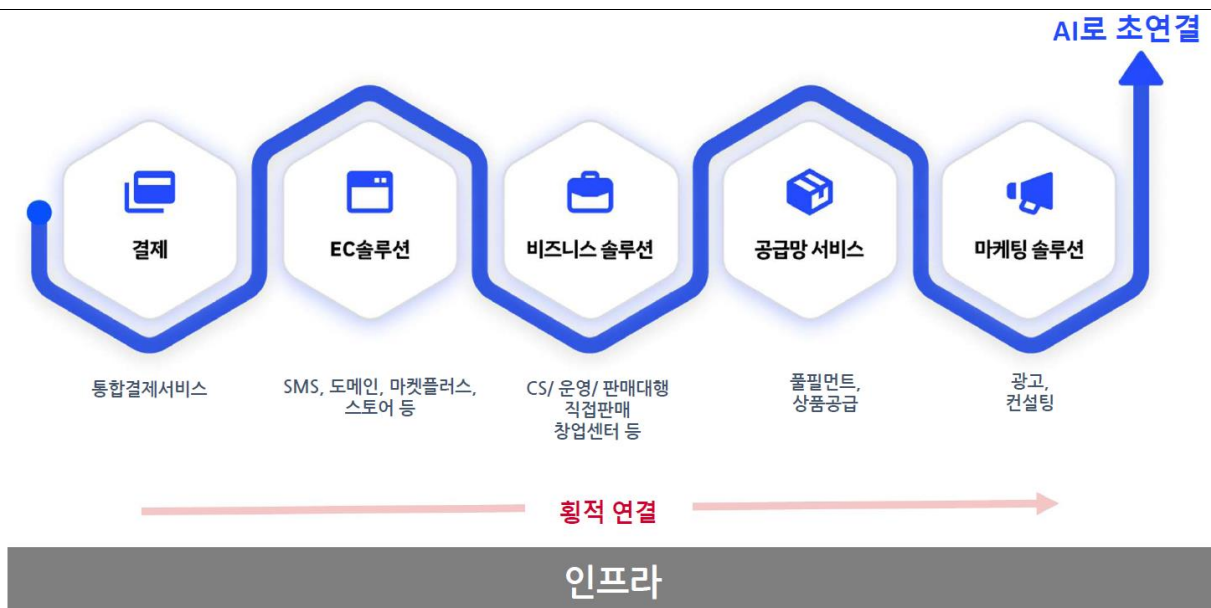 AI로 초연결
결제
EC솔루션
비즈니스 솔루션
공급망 서비스
마케팅 솔루션
통합결제서비스
SMS, 도메인, 마켓플러스,
스토어 등
CS/ 운영/ 판매대행
직접판매
창업센터 등
풀필먼트,
상품공급
광고,
컨설팅
횡적 연결
인프라